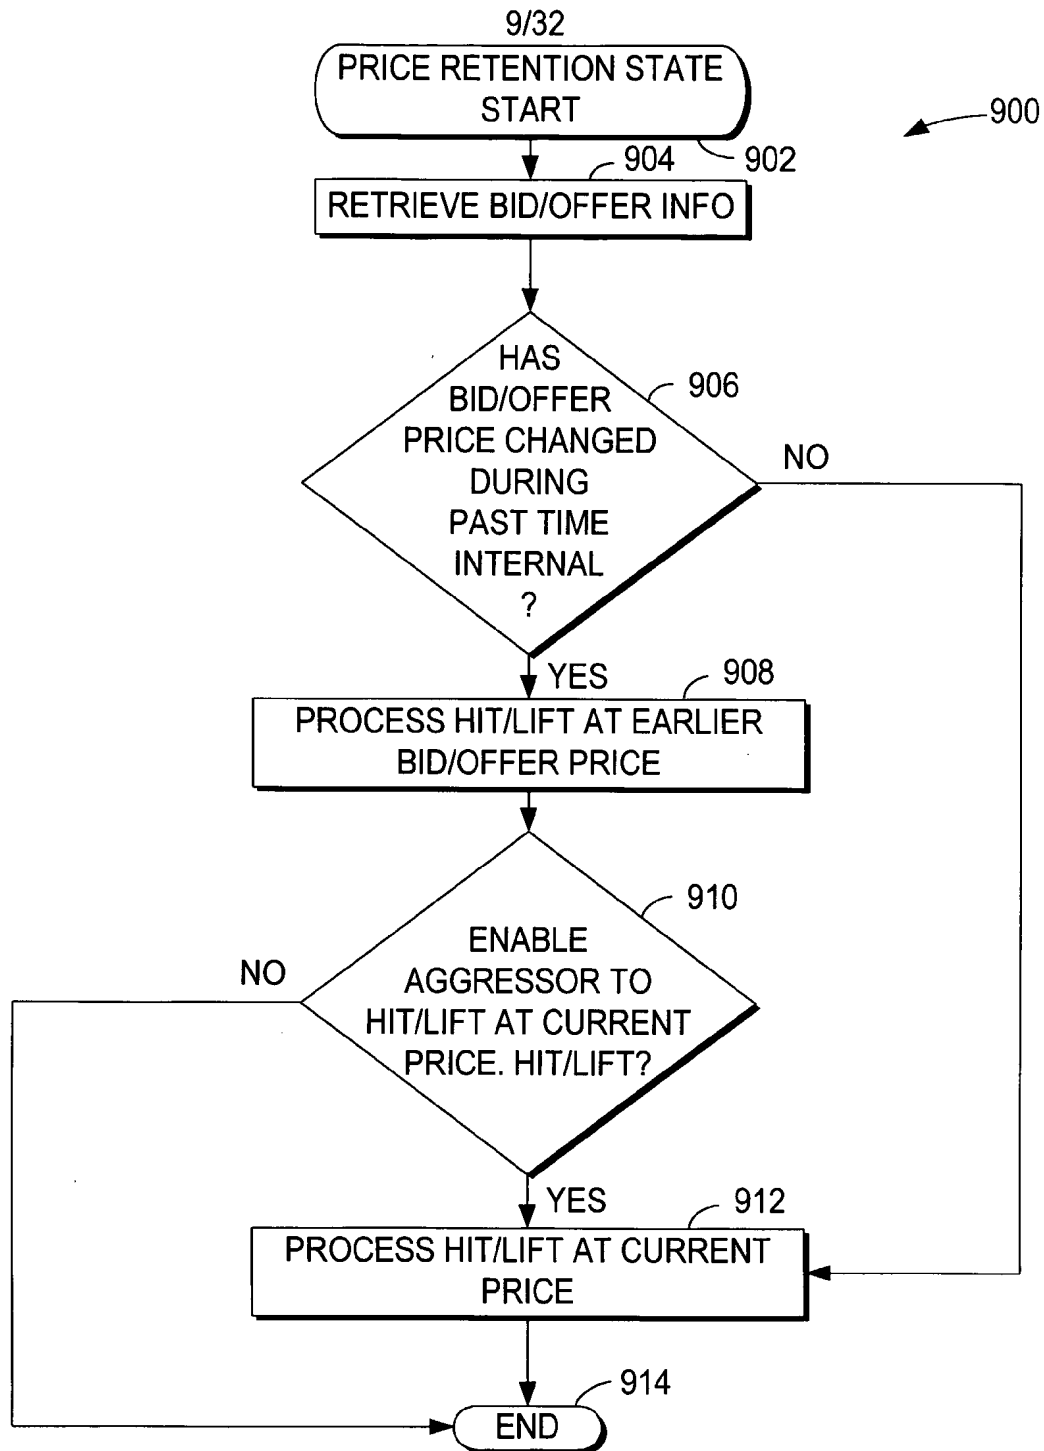 9/32
PRICE RETENTION STATE
START
900
902
904
RETRIEVE BID/OFFER INFO
HAS
BID/OFFER
PRICE CHANGED
DURING
PAST TIME
INTERNAL
?
906
NO
YES
908
PROCESS HIT/LIFT AT EARLIER
BID/OFFER PRICE
910
ENABLE
AGGRESSOR TO
HIT/LIFT AT CURRENT
PRICE. HIT/LIFT?
NO
YES
912
PROCESS HIT/LIFT AT CURRENT
PRICE
914
END